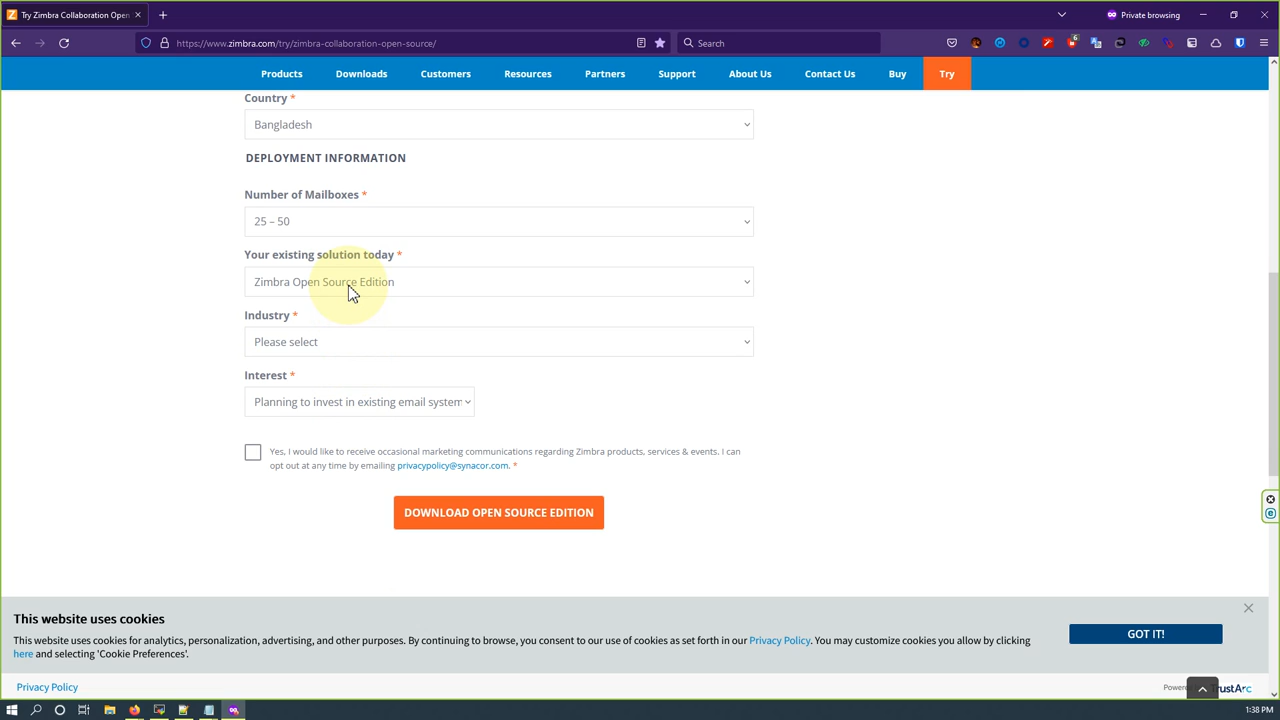 Try Zimbra Collaboration Open
Private browsing
https://www.zimbra.com/try/zimbra-collaboration-open-source/
Search
6
Products
Downloads
Customers
Resources
Partners
Support
About Us
Contact Us
Buy
Try
Country *
Bangladesh
DEPLOYMENT INFORMATION
Number of Mailboxes *
25 – 50
Your existing solution today *
Zimbra Open Source Edition
Industry *
Please select
Interest *
Planning to invest in existing email system
Yes, I would like to receive occasional marketing communications regarding Zimbra products, services & events. I can
opt out at any time by emailing privacypolicy@synacor.com. *
DOWNLOAD OPEN SOURCE EDITION
This website uses cookies
This website uses cookies for analytics, personalization, advertising, and other purposes. By continuing to browse, you consent to our use of cookies as set forth in our Privacy Policy. You may customize cookies you allow by clicking
here and selecting 'Cookie Preferences'.
GOT IT!
Privacy Policy
TrustArc
1:38 PM